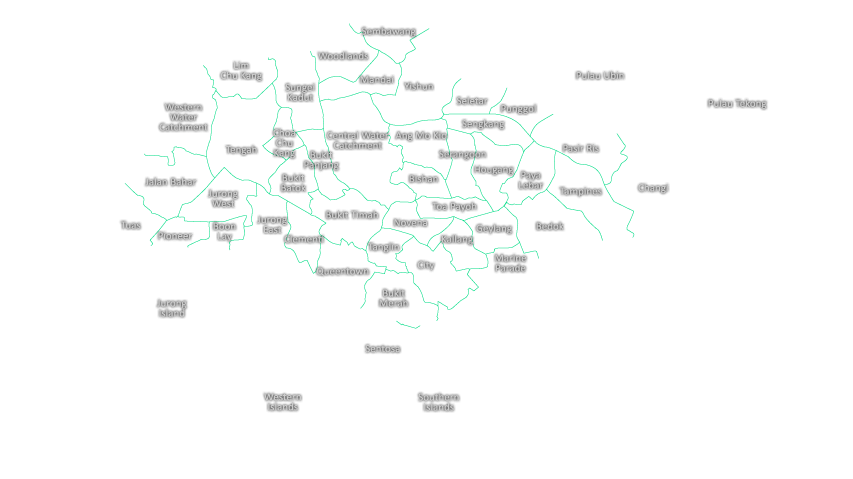 Sembawang
Woodlands
Lim
Chu Kang
Mandai
Pulau Ubin
Sungei
Kadut
Yishun
Seletar
Pulau Tekong
Punggol
Western
Water
Catchment
Sengkang
Choa
Chu
Kang
Central Water
Catchment
Ang Mo Kio
Tengah
Pasir Ris
Bukit
Panjang
Serangoon
Hougang
Paya
Lebar
Jalan Bahar
Bukit
Batok
Bishan
Tampines
Changi
Jurong
West
Toa Payoh
Bukit Timah
Novena
Tuas
Pioneer
Boon
Lay
Jurong
East
Geylang
Bedok
Clementi
Kallang
Tanglin
Marine
Parade
City
Queentown
Bukit
Merah
Jurong
Island
Sentosa
Western
Islands
Southern
Islands